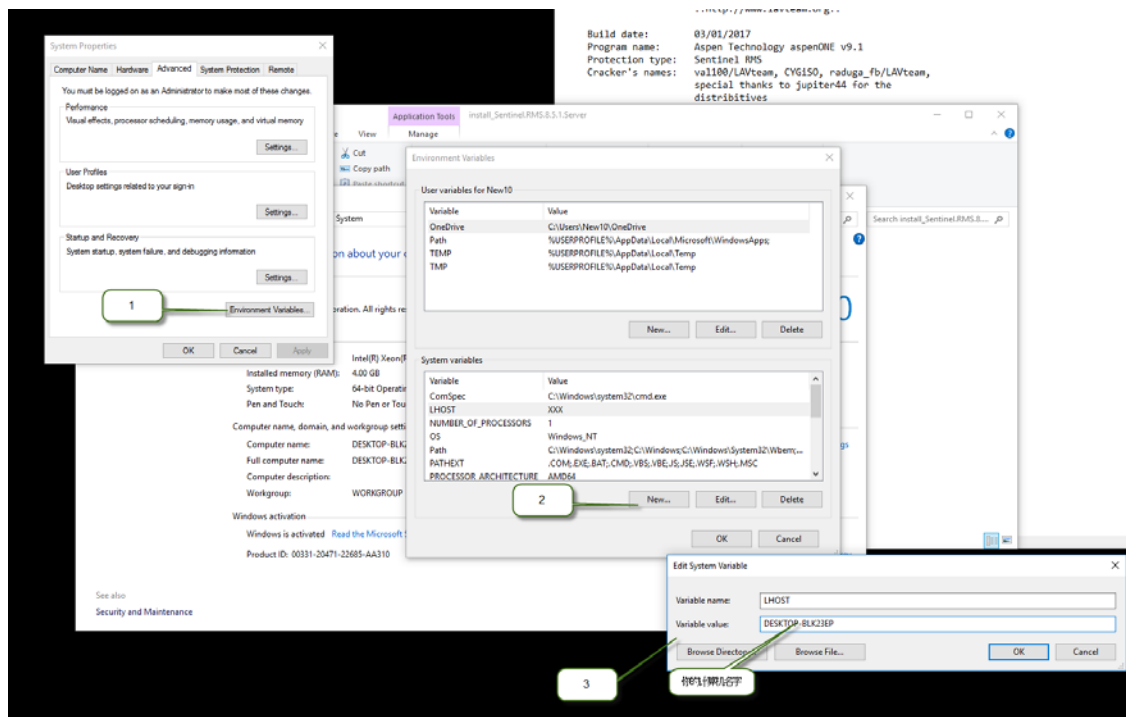 Build date: 03/01/2017
Program name: Aspen Technology aspenONE v9.1
Protection type: Sentinel RMS
Cracker's names: val100/LAVteam, CYGiSO, raduga_fb/LAVteam,
special thanks to jupiter44 for the
distribitives
System Properties
Computer Name Hardware Advanced System Protection Remote
You must be logged on as an Administrator to make most of these changes.
Performance
Visual effects, processor scheduling, memory usage, and virtual memory
Settings...
User Profiles
Desktop settings related to your sign-in
Settings...
Startup and Recovery
System startup, system failure, and debugging information
Settings...
1
Environment Variables...
OK Cancel Apply
Application Tools install_Sentinel.RMS.8.5.1.Server
View Manage
Cut
Copy path
Paste shortcut
System
Search install_Sentinel.RMS.8....
on about your
oration. All rights re
Intel(R) Xeon(R
Installed memory (RAM): 4.00 GB
System type: 64-bit Operatin
Pen and Touch: No Pen or Tou
Computer name, domain, and workgroup setti
Computer name: DESKTOP-BLK2
Full computer name: DESKTOP-BLK2
Computer description:
Workgroup: WORKGROUP
Windows activation
Windows is activated Read the Microsoft S
Product ID: 00331-20471-22685-AA310
See also
Security and Maintenance
Environment Variables
User variables for New10
Variable Value
OneDrive C:\Users\New10\OneDrive
Path %USERPROFILE%\AppData\Local\Microsoft\WindowsApps;
TEMP %USERPROFILE%\AppData\Local\Temp
TMP %USERPROFILE%\AppData\Local\Temp
New... Edit... Delete
System variables
Variable Value
ComSpec C:\Windows\system32\cmd.exe
LHOST XXX
NUMBER_OF_PROCESSORS 1
OS Windows_NT
Path C:\Windows\system32;C:\Windows;C:\Windows\System32\Wbem;...
PATHEXT .COM;.EXE;.BAT;.CMD;.VBS;.VBE;.JS;.JSE;.WSF;.WSH;.MSC
PROCESSOR_ARCHITECTURE AMD64
2
New... Edit... Delete
OK Cancel
Edit System Variable
Variable name: LHOST
Variable value: DESKTOP-BLK23EP
Browse Directory... Browse File... OK Cancel
3
你的计算机名字